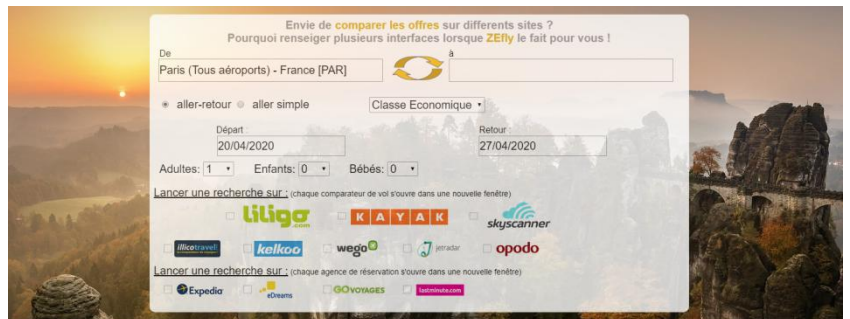 Envie de comparer les offres sur differents sites ?
Pourquoi renseiger plusieurs interfaces lorsque ZEfly le fait pour vous !
De à
Paris (Tous aéroports) - France [PAR]
aller-retour aller simple Classe Economique
Départ : Retour :
20/04/2020 27/04/2020
Adultes: 1 Enfants: 0 Bébés: 0
Lancer une recherche sur : (chaque comparateur de vol s'ouvre dans une nouvelle fenêtre)
liligo.com KAYAK skyscanner
illicotravel kelkoo wego jetradar opodo
Lancer une recherche sur : (chaque agence de réservation s'ouvre dans une nouvelle fenêtre)
Expedia eDreams GOVOYAGES lastminute.com